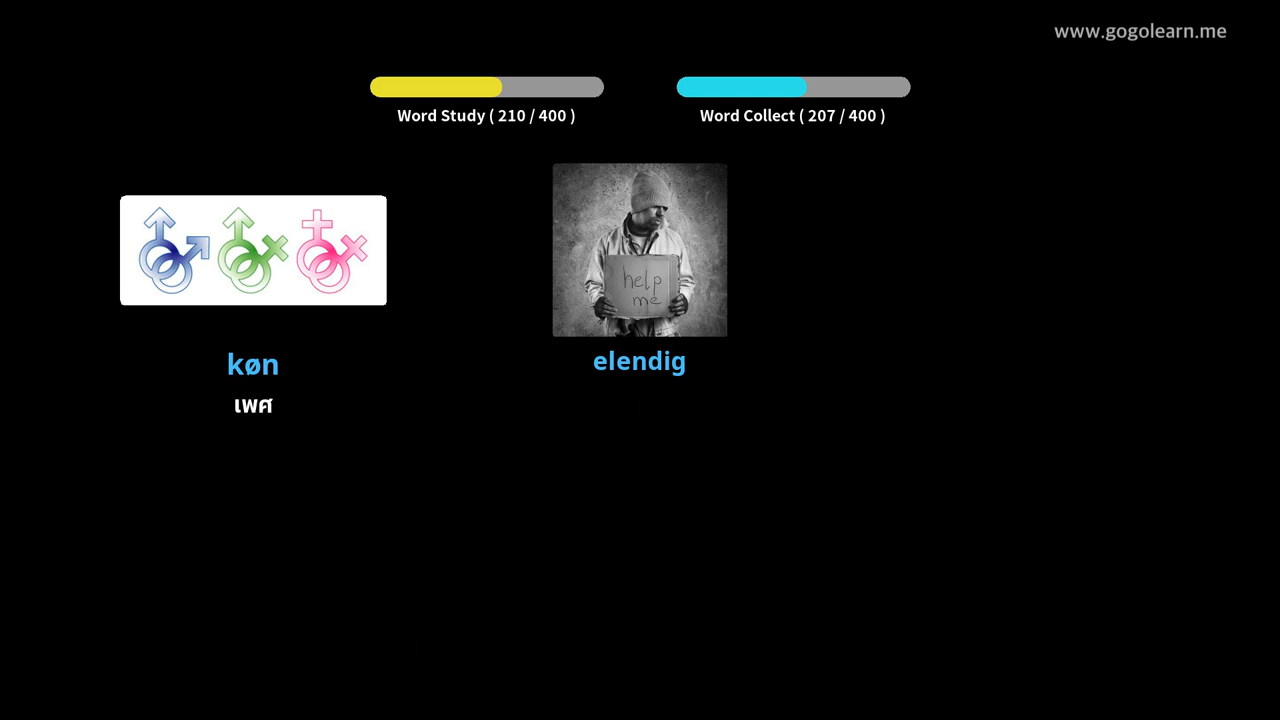 www.gogolearn.me
Word Study ( 210 / 400 )
Word Collect ( 207 / 400 )
help
me
køn
เพศ
elendig